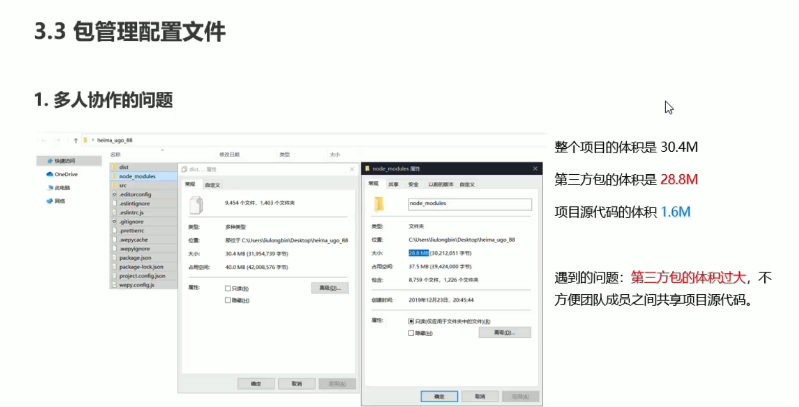 3.3 包管理配置文件
1. 多人协作的问题
heima_ugo_88
快速访问
OneDrive
此电脑
网络
名称 修改日期 类型 大小
dist
node_modules
src
.editorconfig
.eslintignore
.eslintrc.js
.gitignore
.prettierrc
.wepycache
.wepyignore
package.json
package-lock.json
project.config.json
wepy.config.js
dist, ... 属性
常规 自定义
9,454 个文件，1,403 个文件夹
类型: 多种类型
位置: 都位于 C:\Users\liulongbin\Desktop\heima_ugo_88
大小: 30.4 MB (31,954,739 字节)
占用空间: 40.0 MB (42,008,576 字节)
属性: 只读(R) 高级(D)...
隐藏(H)
确定 取消 应用(A)
node_modules 属性
常规 共享 安全 以前的版本 自定义
node_modules
类型: 文件夹
位置: C:\Users\liulongbin\Desktop\heima_ugo_88
大小: 28.8 MB (30,212,051 字节)
占用空间: 37.5 MB (39,424,000 字节)
包含: 8,759 个文件，1,226 个文件夹
创建时间: 2019年12月23日，20:45:44
属性: 只读(仅应用于文件夹中的文件)(R)
隐藏(H) 高级(D)...
确定 取消 应用(A)
整个项目的体积是 30.4M
第三方包的体积是 28.8M
项目源代码的体积 1.6M
遇到的问题：第三方包的体积过大，不
方便团队成员之间共享项目源代码。